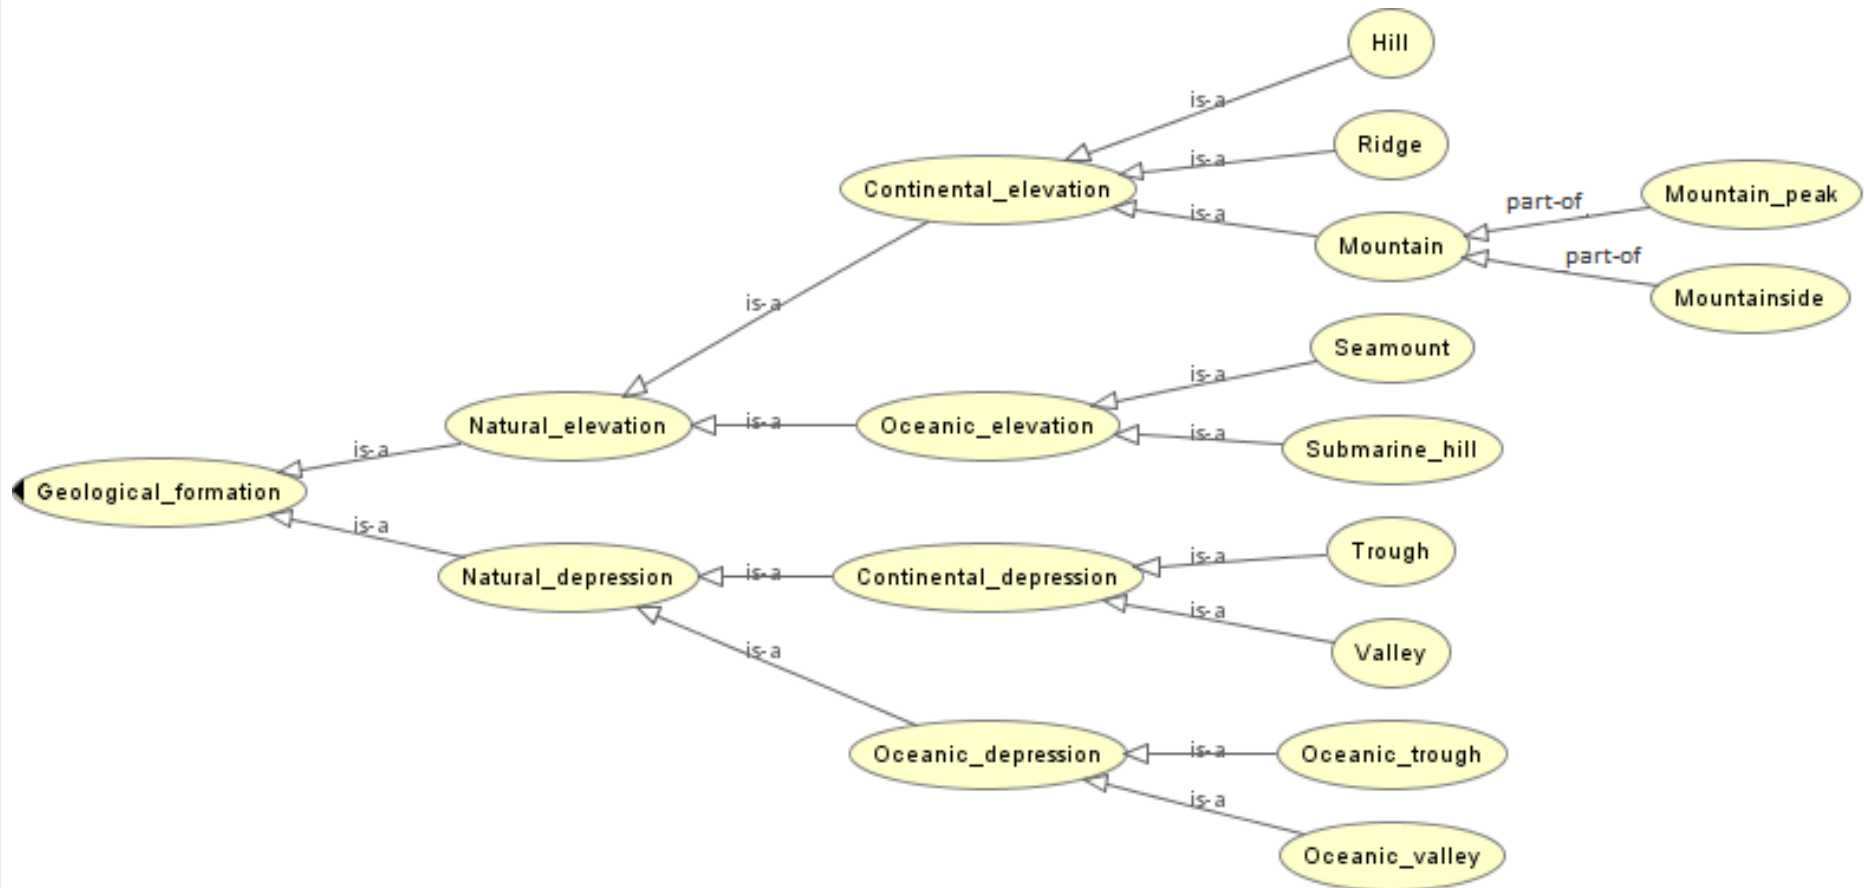 Hill
is-a
Ridge
is-a
Continental_elevation
Mountain_peak
part-of
is-a
Mountain
part-of
Mountainside
is-a
Seamount
is-a
Natural_elevation
is-a
Oceanic_elevation
is-a
Submarine_hill
is-a
Geological_formation
is-a
Trough
is-a
Natural_depression
is-a
Continental_depression
is-a
Valley
is-a
Oceanic_depression
is-a
Oceanic_trough
is-a
Oceanic_valley